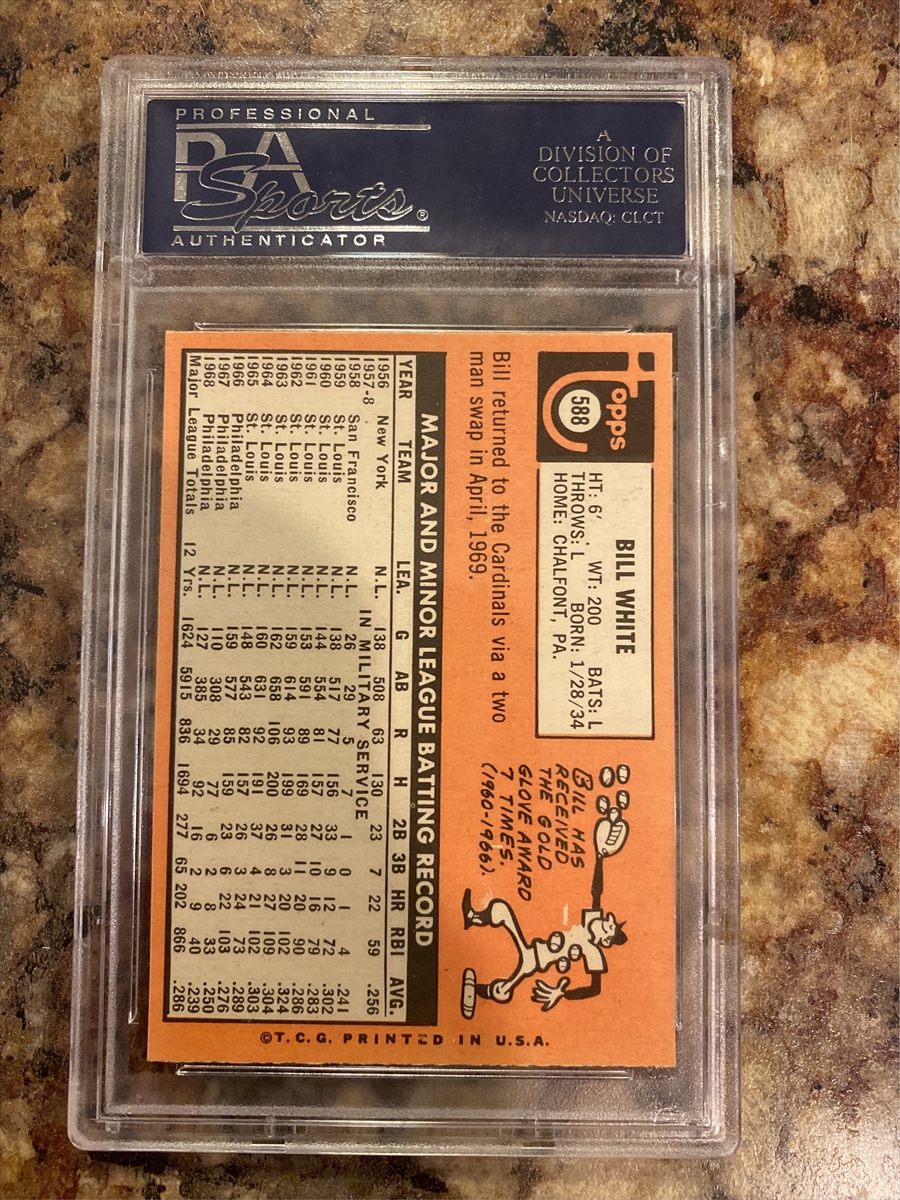 PROFESSIONAL
PSA
Sports®
AUTHENTICATOR
A
DIVISION OF
COLLECTORS
UNIVERSE
NASDAQ: CLCT
Topps
588
BILL WHITE
HT: 6' WT: 200 BATS: L
THROWS: L BORN: 1/28/34
HOME: CHALFONT, PA.
Bill returned to the Cardinals via a two
man swap in April, 1969.
BILL HAS
RECEIVED
THE GOLD
GLOVE AWARD
7 TIMES.
(1960-1966).
MAJOR AND MINOR LEAGUE BATTING RECORD
YEAR TEAM LEA. G AB R H 2B 3B HR RBI AVG.
1956 New York N.L. 138 508 63 130 23 7 22 59 .256
1957-8 IN MILITARY SERVICE
1958 San Francisco N.L. 26 29 5 7 1 0 1 4 .241
1959 St. Louis N.L. 138 517 77 156 33 9 12 72 .302
1960 St. Louis N.L. 144 554 81 157 27 10 16 79 .283
1961 St. Louis N.L. 153 591 89 169 28 11 20 90 .286
1962 St. Louis N.L. 159 614 93 199 31 3 20 102 .324
1963 St. Louis N.L. 162 658 106 200 26 8 27 109 .304
1964 St. Louis N.L. 160 631 92 191 37 4 21 102 .303
1965 St. Louis N.L. 148 543 82 157 26 3 24 73 .289
1966 Philadelphia N.L. 159 577 85 159 23 6 22 103 .276
1967 Philadelphia N.L. 110 308 29 77 6 2 8 33 .250
1968 Philadelphia N.L. 127 385 34 92 16 2 9 40 .239
Major League Totals 12 Yrs. 1624 5915 836 1694 277 65 202 866 .286
©T.C.G. PRINTED IN U.S.A.